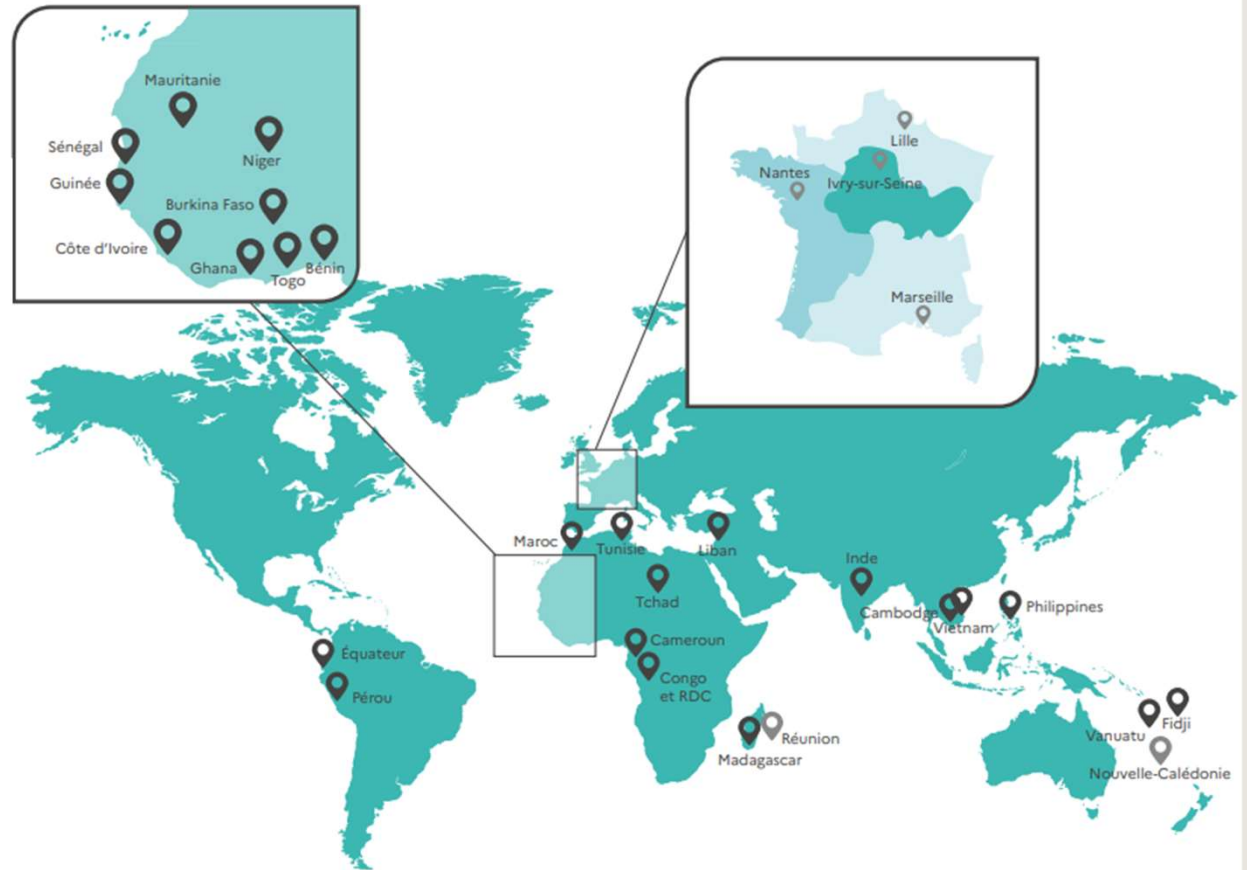 Mauritanie
Sénégal
Niger
Guinée
Burkina Faso
Côte d'Ivoire
Ghana
Togo
Bénin
Lille
Nantes
Ivry-sur-Seine
Marseille
Maroc
Tunisie
Liban
Inde
Tchad
Cambodge
Philippines
Vietnam
Cameroun
Équateur
Congo
et RDC
Pérou
Réunion
Madagascar
Fidji
Vanuatu
Nouvelle-Calédonie